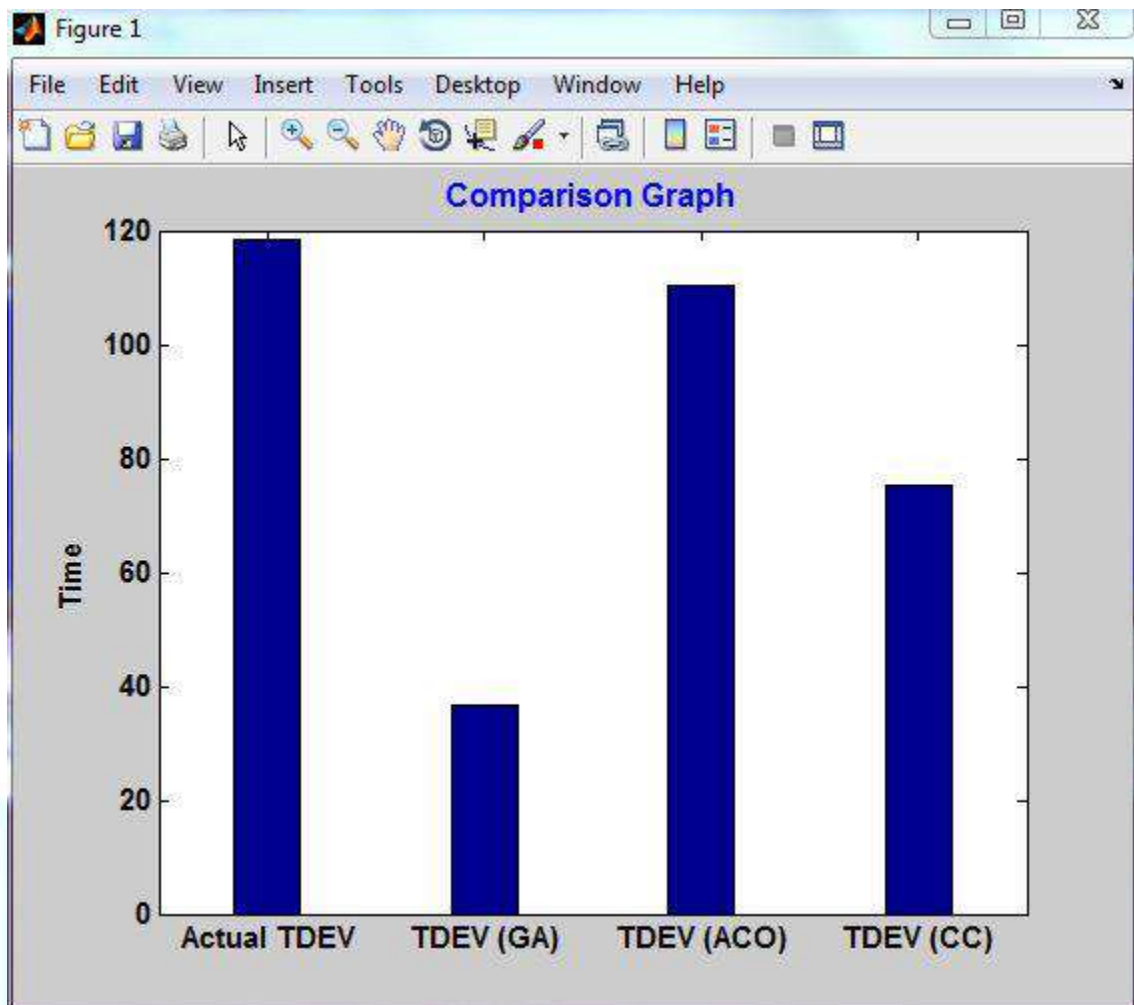 Figure 1
File Edit View Insert Tools Desktop Window Help
Comparison Graph
120
100
80
60
40
20
0
Time
Actual TDEV TDEV (GA) TDEV (ACO) TDEV (CC)